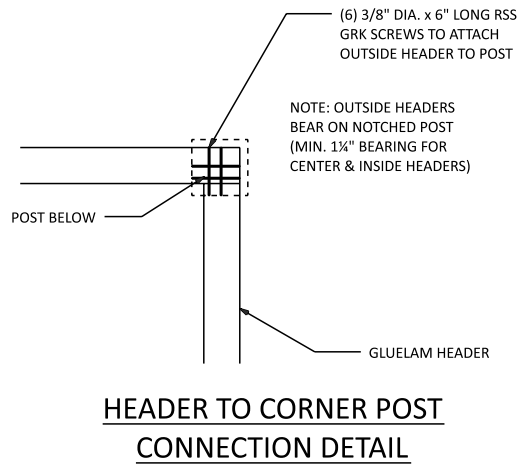 (6) 3/8" DIA. x 6" LONG RSS
GRK SCREWS TO ATTACH
OUTSIDE HEADER TO POST
NOTE: OUTSIDE HEADERS
BEAR ON NOTCHED POST
(MIN. 1¼" BEARING FOR
CENTER & INSIDE HEADERS)
POST BELOW
GLUELAM HEADER
HEADER TO CORNER POST
CONNECTION DETAIL